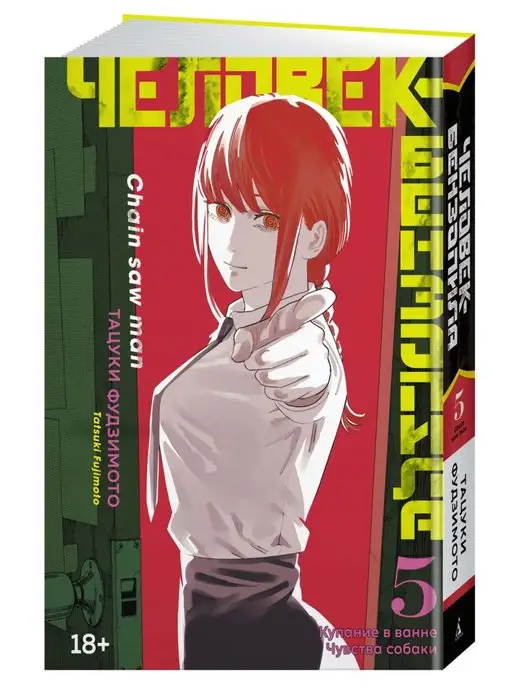 ЧЕЛОВЕК-
БЕНЗОПИЛА
Chain saw man
ТАЦУКИ ФУДЗИМОТО
Tatsuki Fujimoto
5
Купание в ванне
Чувства собаки
18+
ЧЕЛОВЕК-
БЕНЗОПИЛА
5
ТАЦУКИ
ФУДЗИМОТО